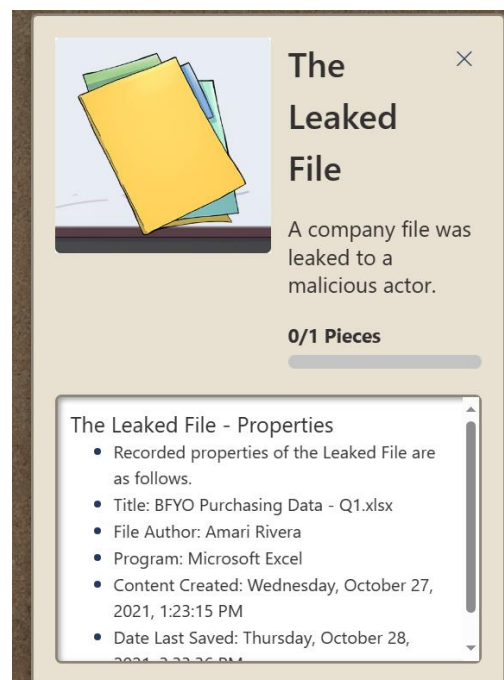 The
Leaked
File
A company file was
leaked to a
malicious actor.
0/1 Pieces
The Leaked File - Properties
Recorded properties of the Leaked File are
as follows.
Title: BFYO Purchasing Data - Q1.xlsx
File Author: Amari Rivera
Program: Microsoft Excel
Content Created: Wednesday, October 27,
2021, 1:23:15 PM
Date Last Saved: Thursday, October 28,